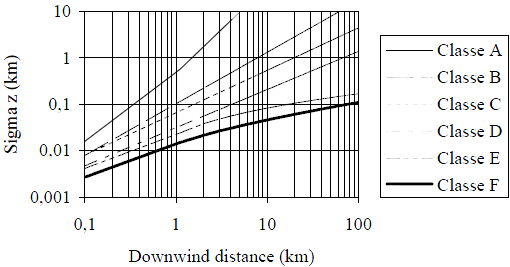 10
1
0.1
0.01
0,001
Sigma z (km)
0,1
1
10
100
Downwind distance (km)
Classe A
Classe B
Classe C
Classe D
Classe E
Classe F